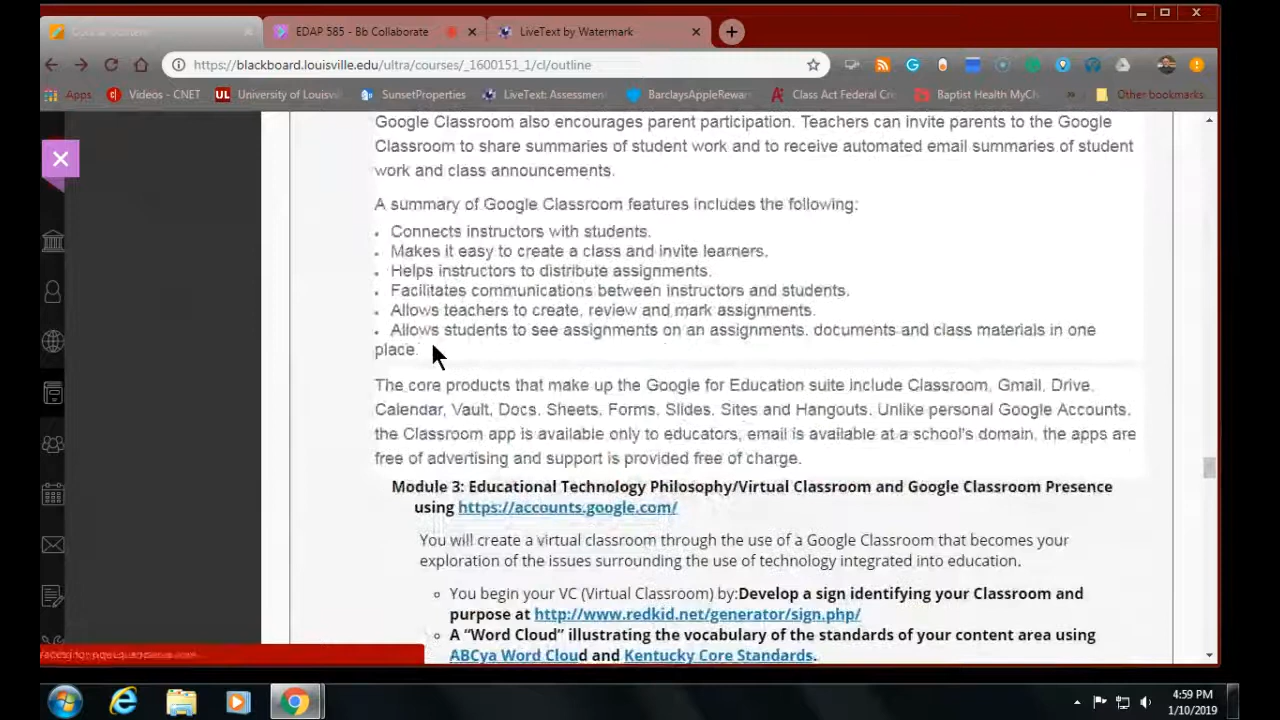 EDAP 585 - Bb Collaborate
LiveText by Watermark
https://blackboard.louisville.edu/ultra/courses/_1600151_1/cl/outline
Apps
Videos - CNET
UL University of Louisv
SunsetProperties
LiveText: Assessmen
BarclaysAppleRewar
Class Act Federal Cr
Baptist Health MyCh
»
Other bookmarks
Google Classroom also encourages parent participation. Teachers can invite parents to the Google
Classroom to share summaries of student work and to receive automated email summaries of student
work and class announcements.
A summary of Google Classroom features includes the following:
• Connects instructors with students.
• Makes it easy to create a class and invite learners.
• Helps instructors to distribute assignments.
• Facilitates communications between instructors and students.
• Allows teachers to create, review and mark assignments.
• Allows students to see assignments on an assignments, documents and class materials in one
place.
The core products that make up the Google for Education suite include Classroom, Gmail, Drive,
Calendar, Vault, Docs, Sheets, Forms, Slides, Sites and Hangouts. Unlike personal Google Accounts,
the Classroom app is available only to educators, email is available at a school's domain, the apps are
free of advertising and support is provided free of charge.
Module 3: Educational Technology Philosophy/Virtual Classroom and Google Classroom Presence
using https://accounts.google.com/
You will create a virtual classroom through the use of a Google Classroom that becomes your
exploration of the issues surrounding the use of technology integrated into education.
◦ You begin your VC (Virtual Classroom) by:Develop a sign identifying your Classroom and
purpose at http://www.redkid.net/generator/sign.php/
◦ A “Word Cloud” illustrating the vocabulary of the standards of your content area using
ABCya Word Cloud and Kentucky Core Standards.
4:59 PM
1/10/2019